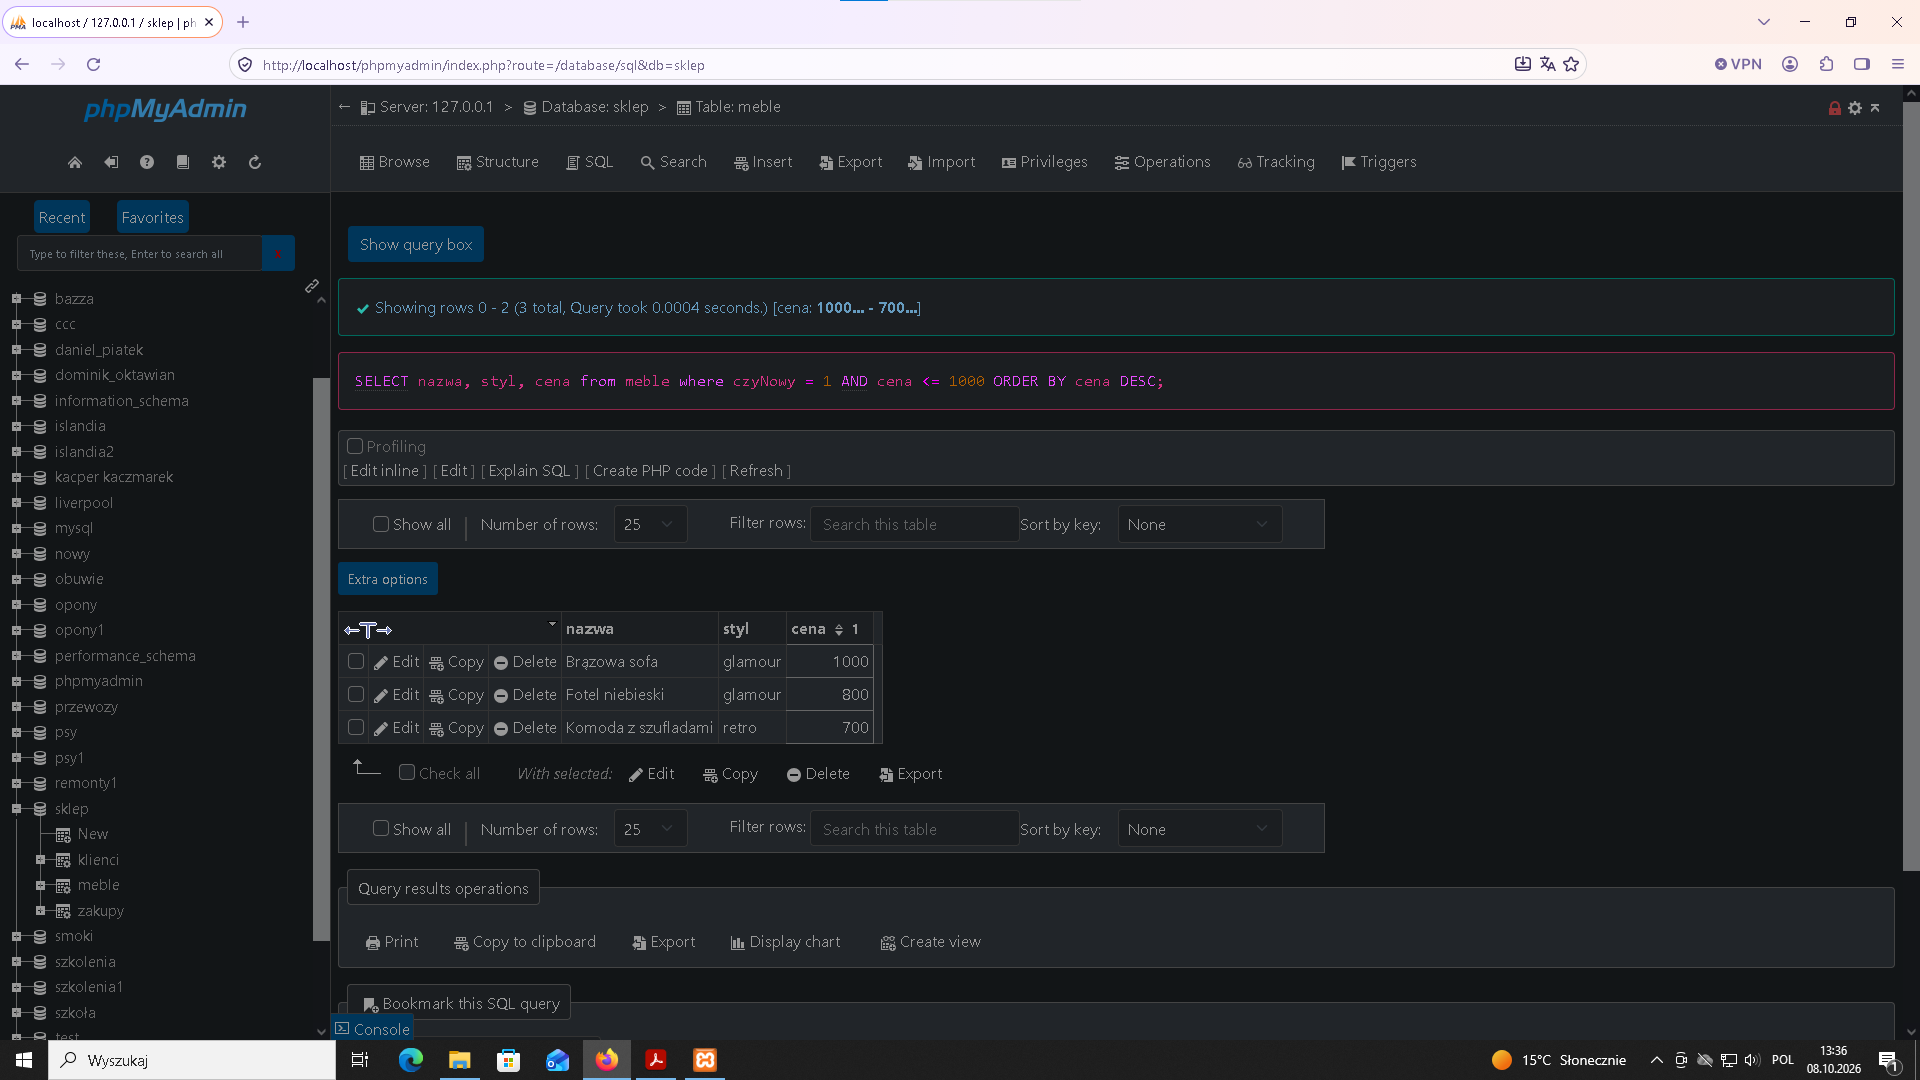 localhost / 127.0.0.1 / sklep | ph
http://localhost/phpmyadmin/index.php?route=/database/sql&db=sklep
VPN
phpMyAdmin
Recent Favorites
Type to filter these, Enter to search all
X
bazza
ccc
daniel_piatek
dominik_oktawian
information_schema
islandia
islandia2
kacper kaczmarek
liverpool
mysql
nowy
obuwie
opony
opony1
performance_schema
phpmyadmin
przewozy
psy
psy1
remonty1
sklep
New
klienci
meble
zakupy
smoki
szkolenia
szkolenia1
szkoła
test
Server: 127.0.0.1 > Database: sklep > Table: meble
Browse Structure SQL Search Insert Export Import Privileges Operations Tracking Triggers
Show query box
Showing rows 0 - 2 (3 total, Query took 0.0004 seconds.) [cena: 1000... - 700...]
SELECT nazwa, styl, cena from meble where czyNowy = 1 AND cena <= 1000 ORDER BY cena DESC;
Profiling
[ Edit inline ] [ Edit ] [ Explain SQL ] [ Create PHP code ] [ Refresh ]
Show all Number of rows: 25 Filter rows: Search this table Sort by key: None
Extra options
nazwa styl cena 1
Edit Copy Delete Brązowa sofa glamour 1000
Edit Copy Delete Fotel niebieski glamour 800
Edit Copy Delete Komoda z szufladami retro 700
Check all With selected: Edit Copy Delete Export
Show all Number of rows: 25 Filter rows: Search this table Sort by key: None
Query results operations
Print Copy to clipboard Export Display chart Create view
Bookmark this SQL query
Console
Wyszukaj
15°C Słonecznie
POL
13:36
08.10.2026
1